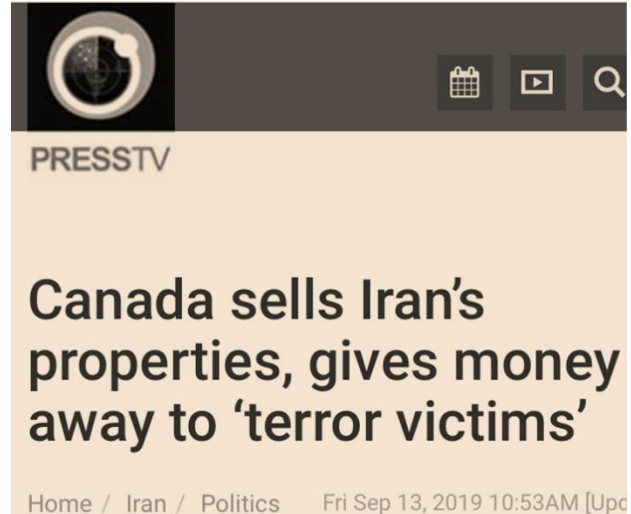 PRESSTV
Canada sells Iran’s
properties, gives money
away to ‘terror victims’
Home / Iran / Politics Fri Sep 13, 2019 10:53AM [Upd